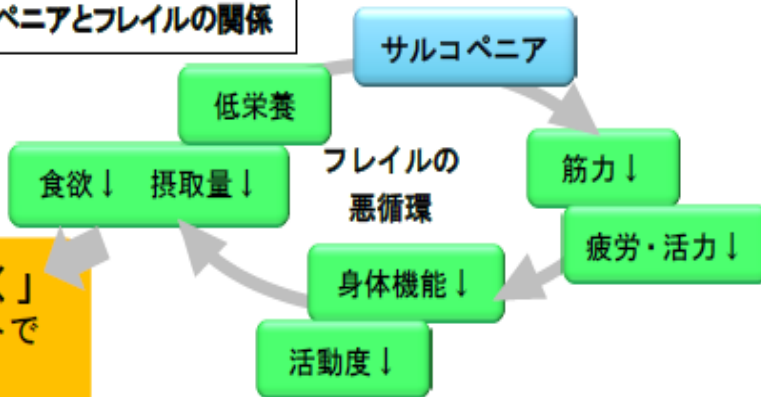 ペニアとフレイルの関係
サルコペニア
低栄養
食欲↓ 摂取量↓
フレイルの
悪循環
筋力↓
疲労・活力↓
身体機能↓
活動度↓
」
で